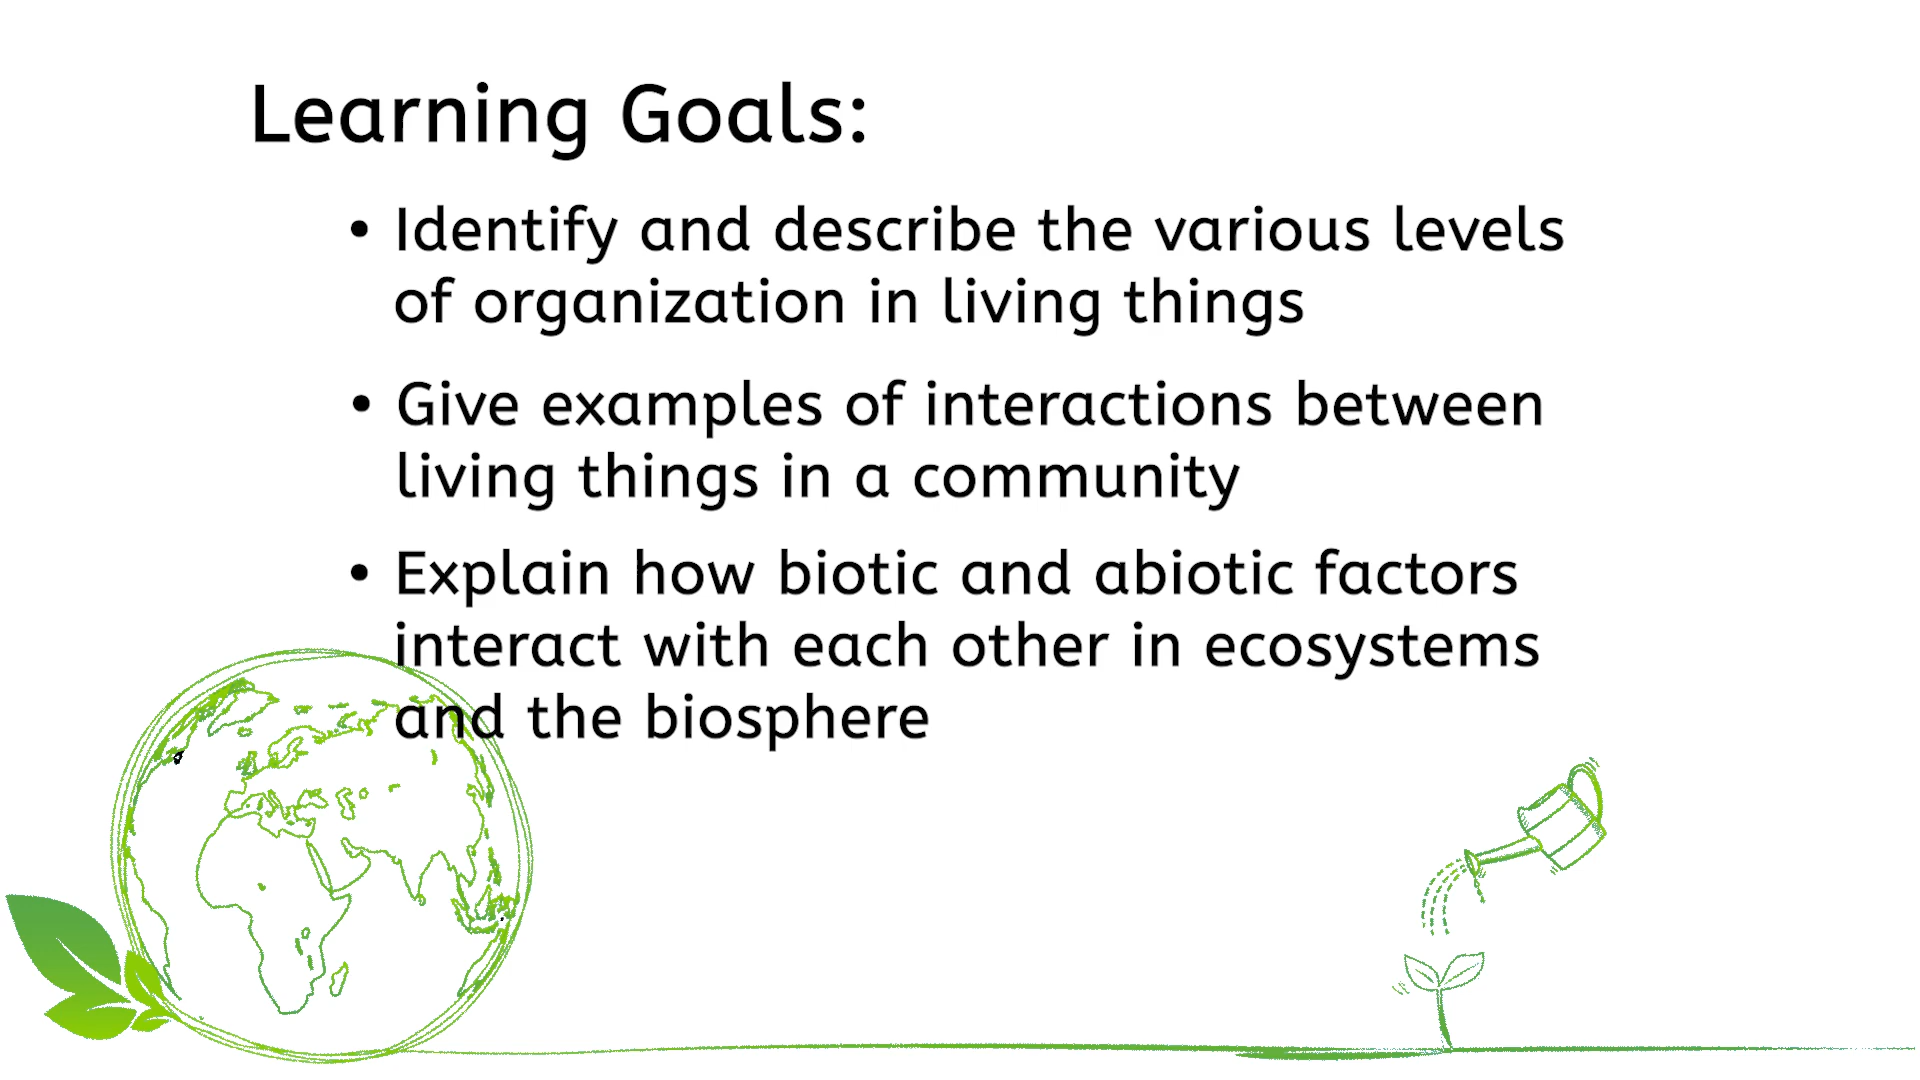 Learning Goals:
• Identify and describe the various levels
of organization in living things
• Give examples of interactions between
living things in a community
• Explain how biotic and abiotic factors
interact with each other in ecosystems
and the biosphere